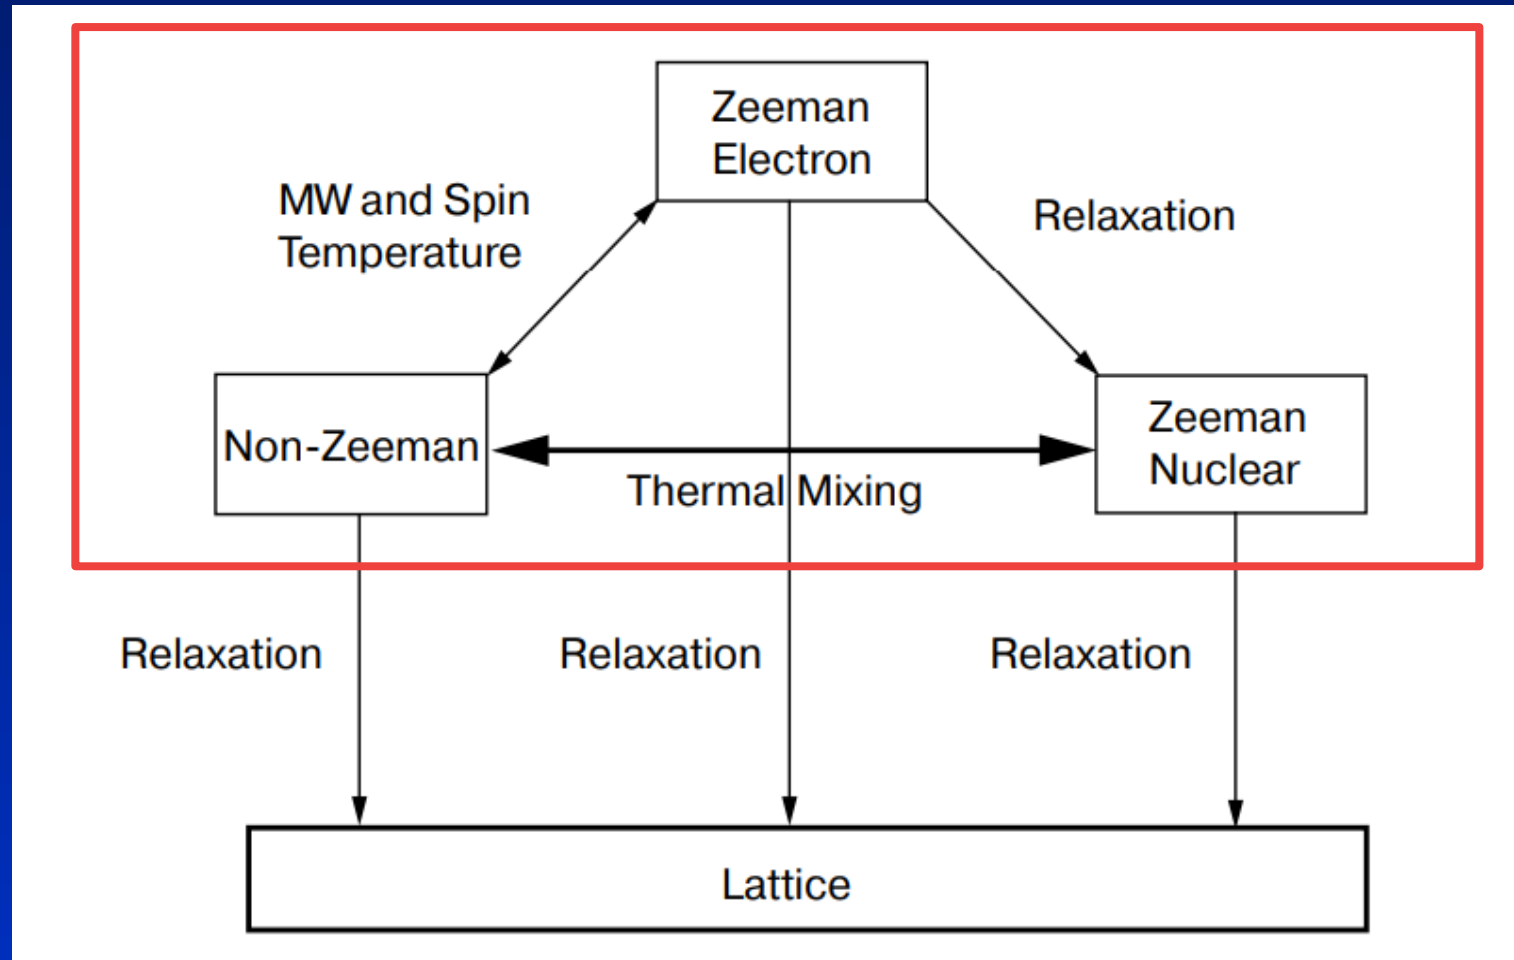 Zeeman
Electron
MW and Spin
Temperature
Relaxation
Non-Zeeman
Thermal Mixing
Zeeman
Nuclear
Relaxation
Relaxation
Relaxation
Lattice